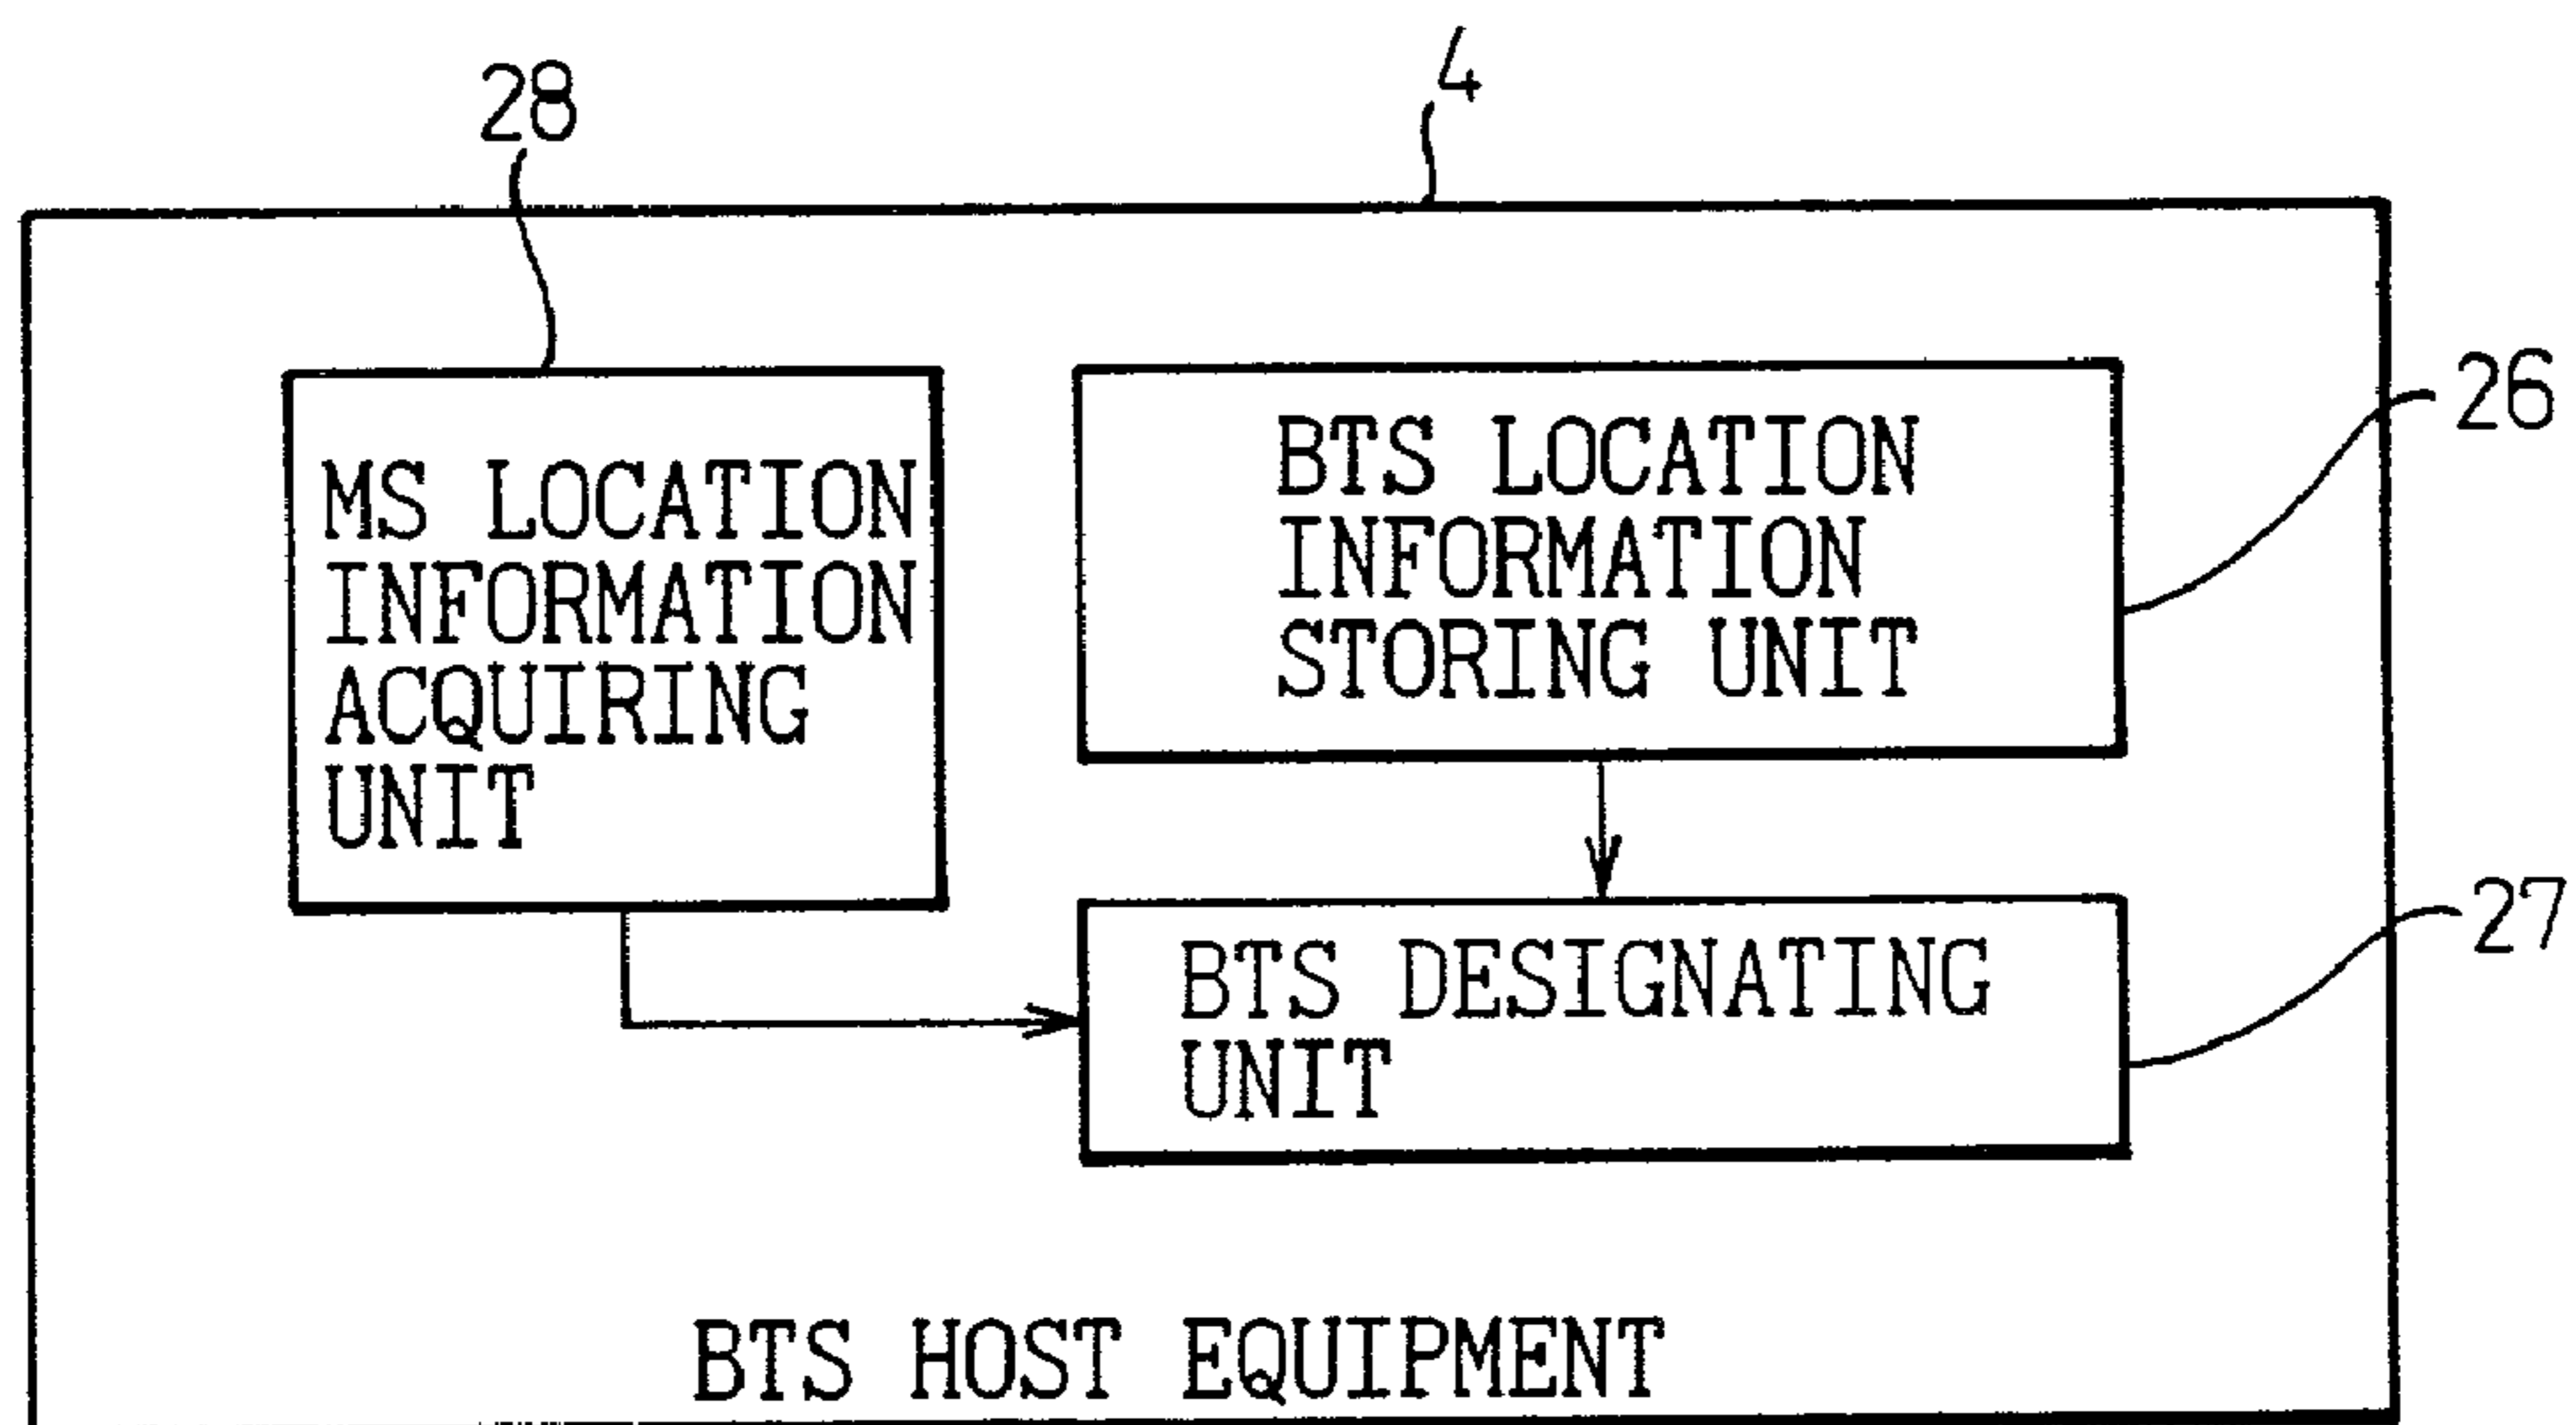 4
28
26
MS LOCATION
INFORMATION
ACQUIRING
UNIT
BTS LOCATION
INFORMATION
STORING UNIT
27
BTS DESIGNATING
UNIT
BTS HOST EQUIPMENT